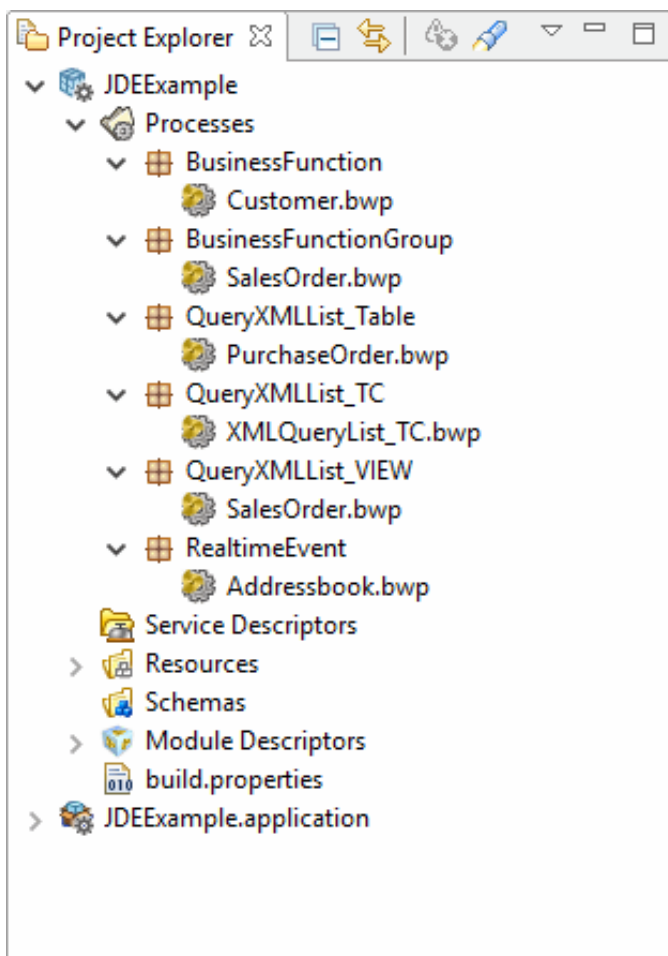 Project Explorer
JDEExample
Processes
BusinessFunction
Customer.bwp
BusinessFunctionGroup
SalesOrder.bwp
QueryXMLList_Table
PurchaseOrder.bwp
QueryXMLList_TC
XMLQueryList_TC.bwp
QueryXMLList_VIEW
SalesOrder.bwp
RealtimeEvent
Addressbook.bwp
Service Descriptors
Resources
Schemas
Module Descriptors
010 build.properties
JDEExample.application